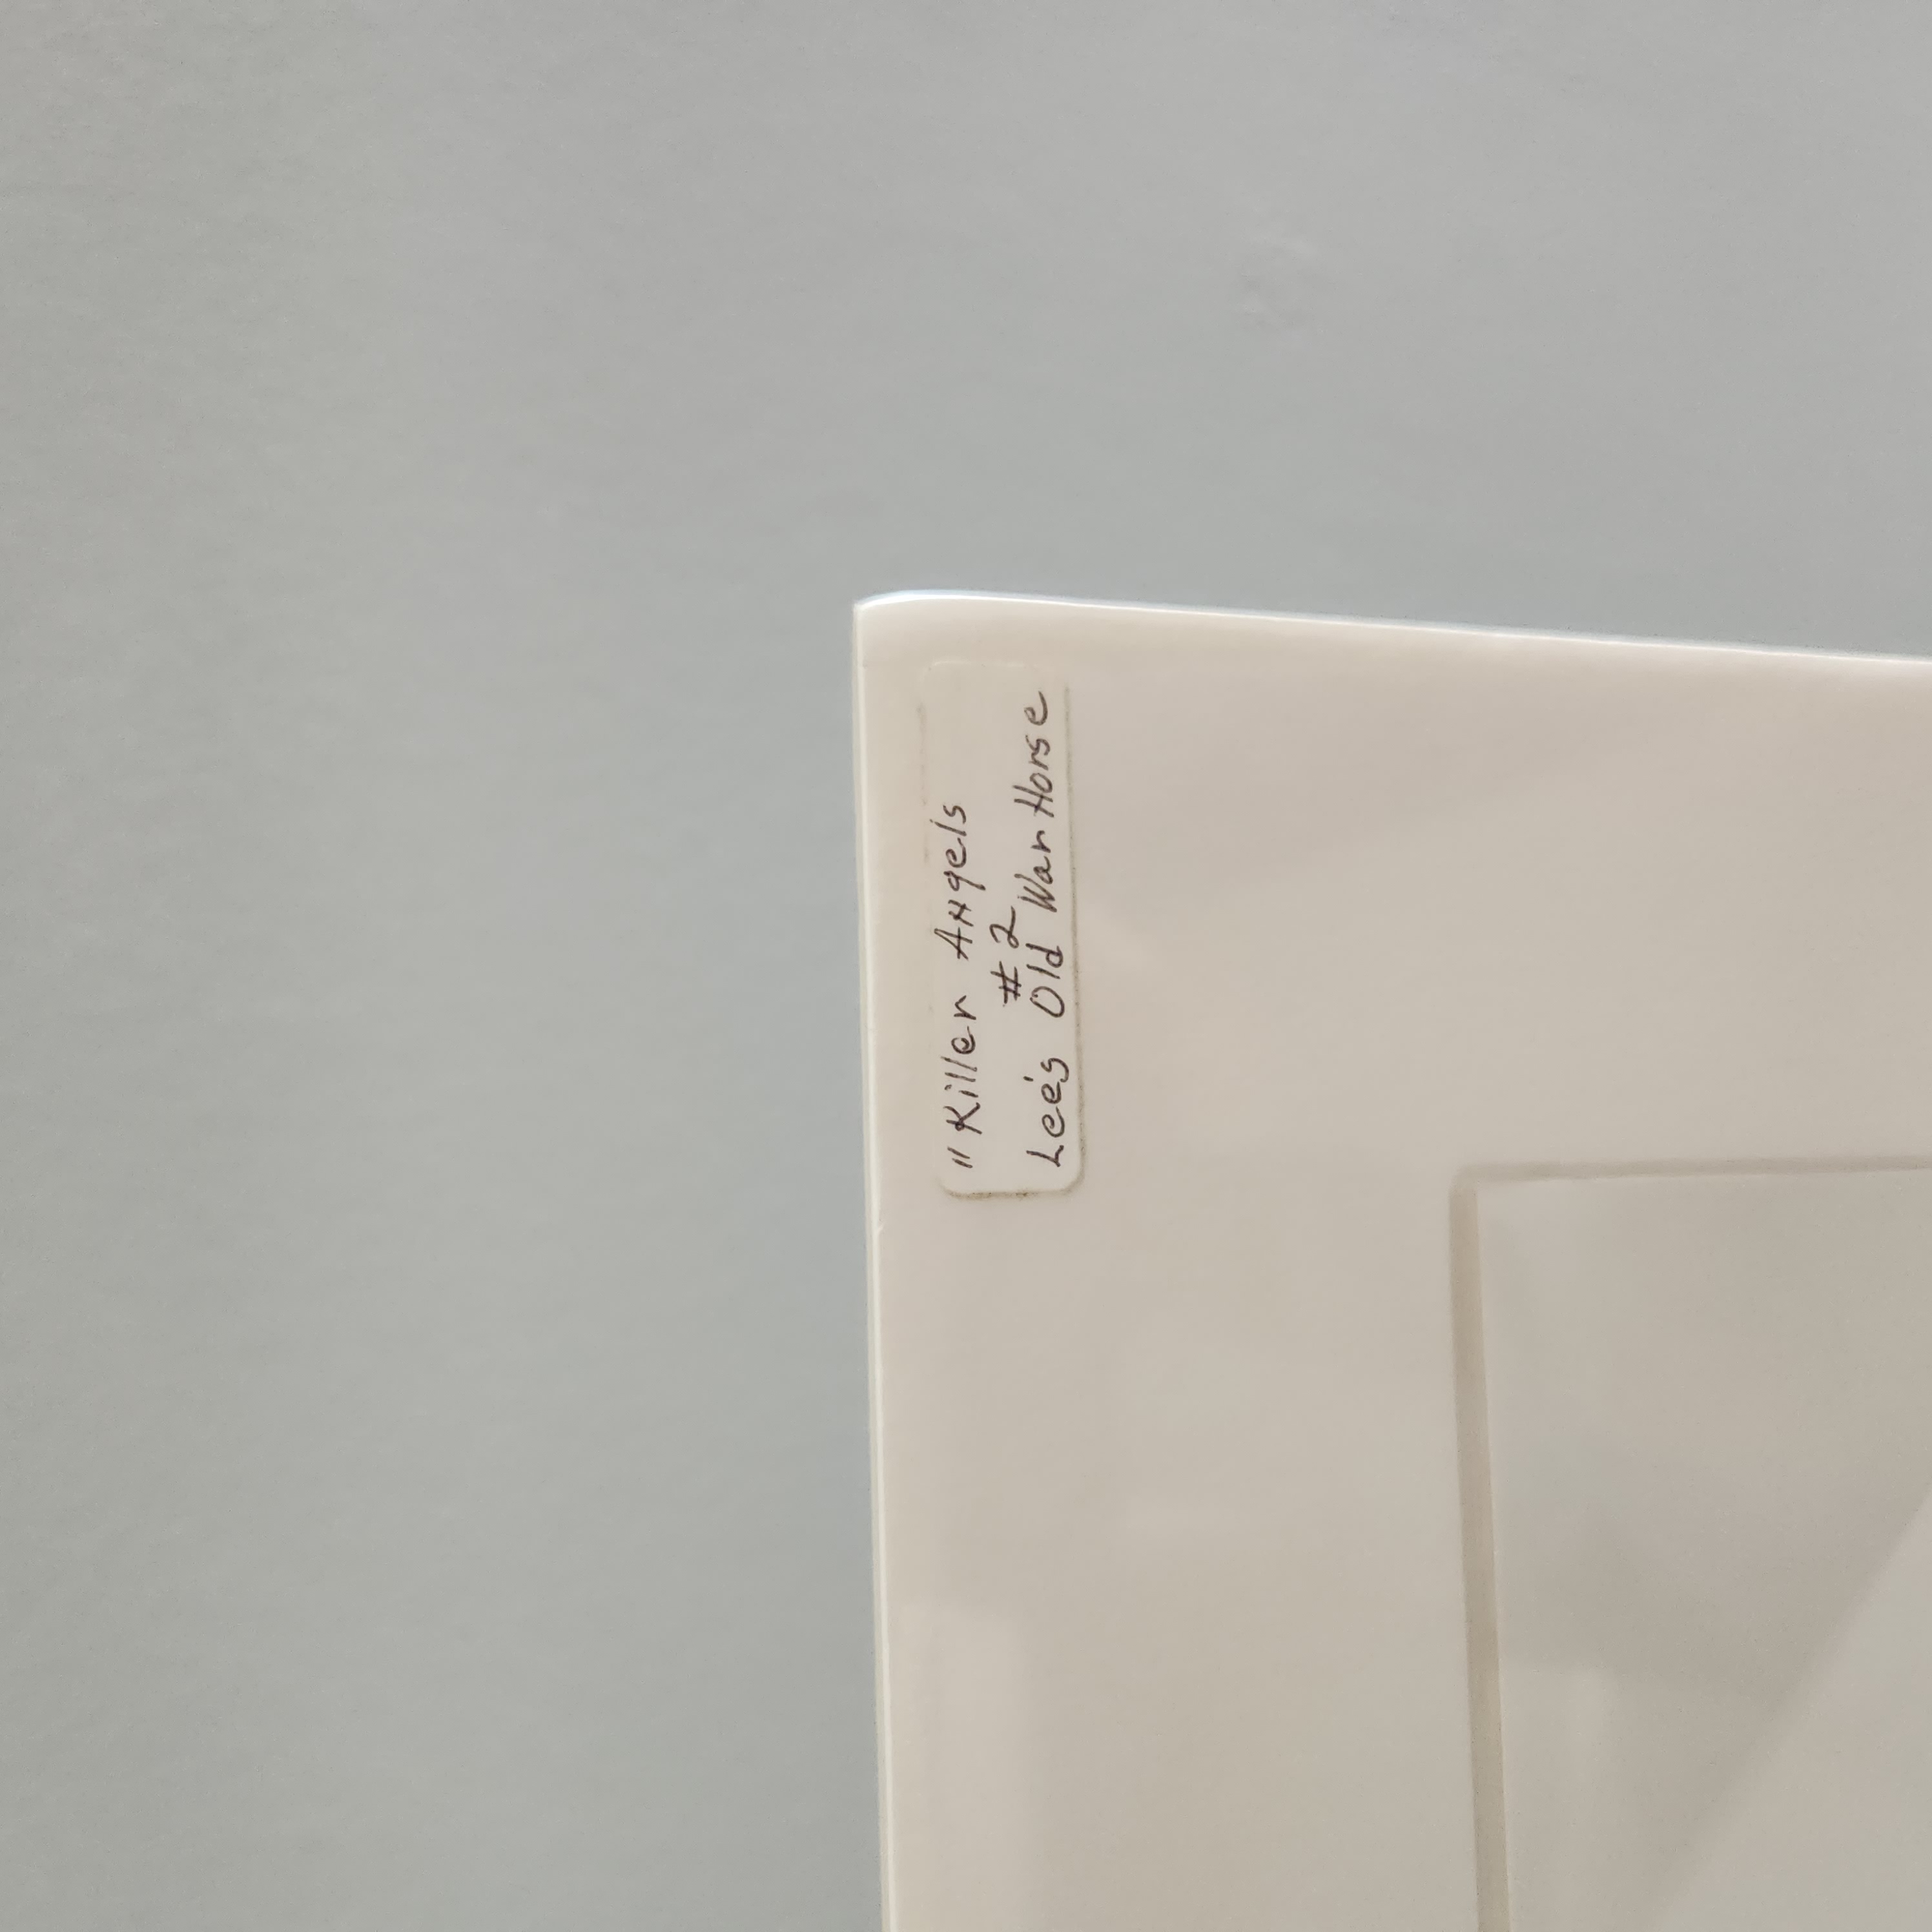 "Killer Angels
#2
Lee's Old War Horse